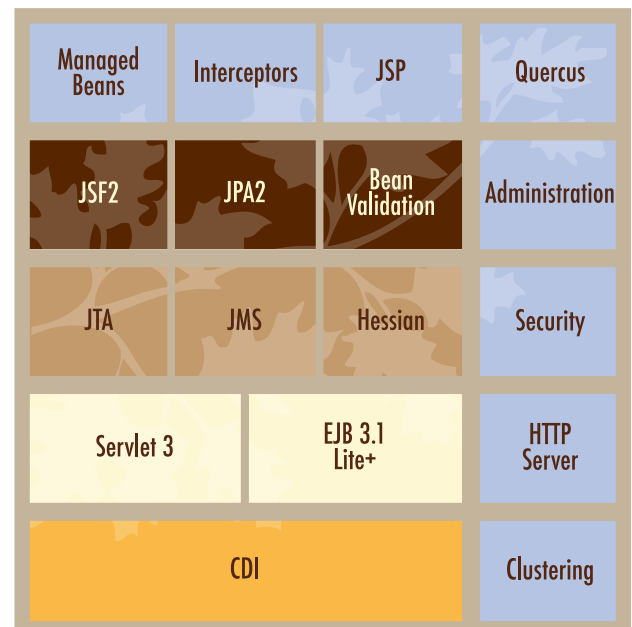 Managed
Beans
Interceptors
JSP
Quercus
JSF2
JPA2
Bean
Validation
Administration
JTA
JMS
Hessian
Security
Servlet 3
EJB 3.1
Lite+
HTTP
Server
CDI
Clustering